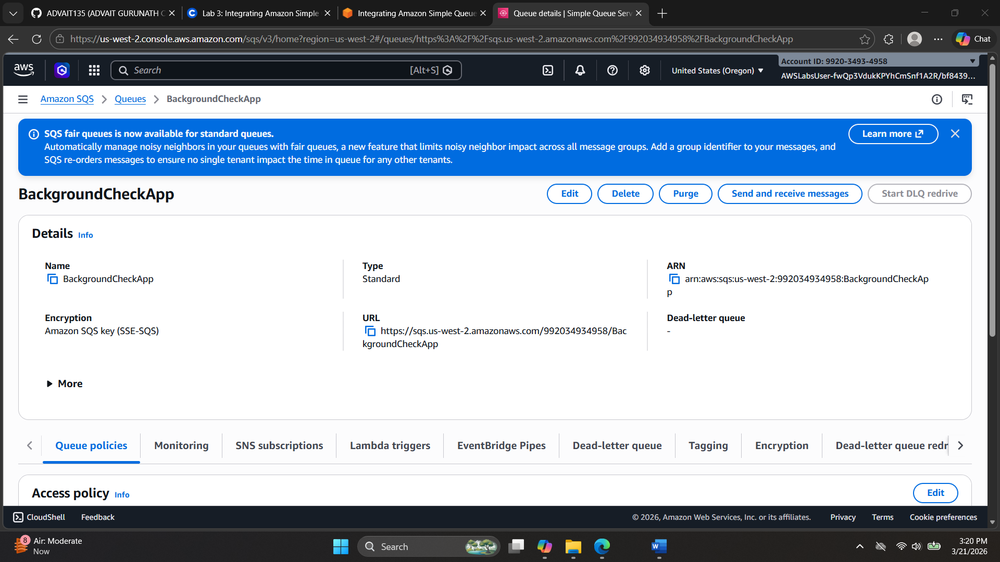 ADVAIT135 (ADVAIT GURUNATH C
Lab 3: Integrating Amazon Simple
Integrating Amazon Simple Queue
Queue details | Simple Queue Serv
https://us-west-2.console.aws.amazon.com/sqs/v3/home?region=us-west-2#/queues/https%3A%2F%2Fsqs.us-west-2.amazonaws.com%2F992034934958%2FBackgroundCheckApp
Chat
aws
Search
[Alt+S]
United States (Oregon)
Account ID: 9920-3493-4958
AWSLabsUser-fwQp3VdukKPYhCmSnf1A2R/bf8439...
Amazon SQS
Queues
BackgroundCheckApp
SQS fair queues is now available for standard queues.
Automatically manage noisy neighbors in your queues with fair queues, a new feature that limits noisy neighbor impact across all message groups. Add a group identifier to your messages, and
SQS re-orders messages to ensure no single tenant impact the time in queue for any other tenants.
Learn more
BackgroundCheckApp
Edit
Delete
Purge
Send and receive messages
Start DLQ redrive
Details Info
Name
BackgroundCheckApp
Type
Standard
ARN
arn:aws:sqs:us-west-2:992034934958:BackgroundCheckAp
p
Encryption
Amazon SQS key (SSE-SQS)
URL
https://sqs.us-west-2.amazonaws.com/992034934958/Bac
kgroundCheckApp
Dead-letter queue
-
More
Queue policies
Monitoring
SNS subscriptions
Lambda triggers
EventBridge Pipes
Dead-letter queue
Tagging
Encryption
Dead-letter queue redr
Access policy Info
Edit
CloudShell
Feedback
© 2026, Amazon Web Services, Inc. or its affiliates.
Privacy
Terms
Cookie preferences
8
Air: Moderate
Now
Search
W
3:20 PM
3/21/2026